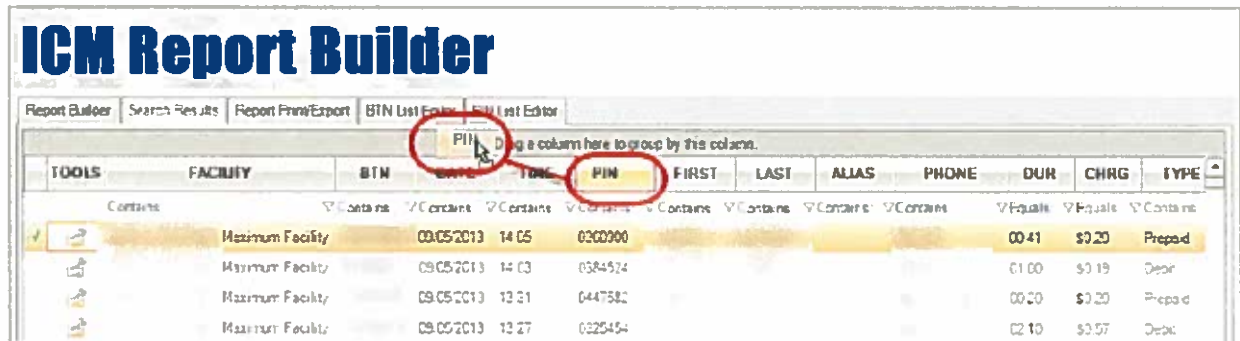 ICM Report Builder
Report Builder Search Results Report Print/Export BTN List Editor PIN List Editor
PIN Drag a column here to group by this column.
TOOLS FACILITY BTN DATE TIME PIN FIRST LAST ALIAS PHONE DUR CHRG TYPE
Contains Contains Contains Contains Contains Contains Contains Contains Contains Equals Equals Contains
Maximum Facility 09/05/2013 14:05 0300900 00:41 $0.20 Prepaid
Maximum Facility 09/05/2013 14:03 0384524 01:00 $0.19 Debit
Maximum Facility 09/05/2013 13:31 0447582 00:20 $0.20 Prepaid
Maximum Facility 09/05/2013 13:27 0325454 02:10 $0.57 Debit